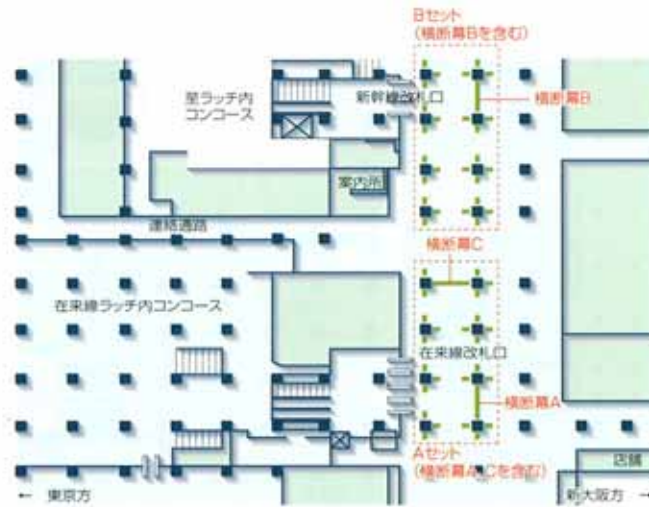 Bセット
(横断幕Bを含む)
至ラッチ内
コンコース
新幹線改札口
横断幕B
案内所
連絡通路
横断幕C
在来線ラッチ内コンコース
在来線改札口
横断幕A
Aセット
(横断幕A,Cを含む)
店舗
← 東京方
新大阪方 →